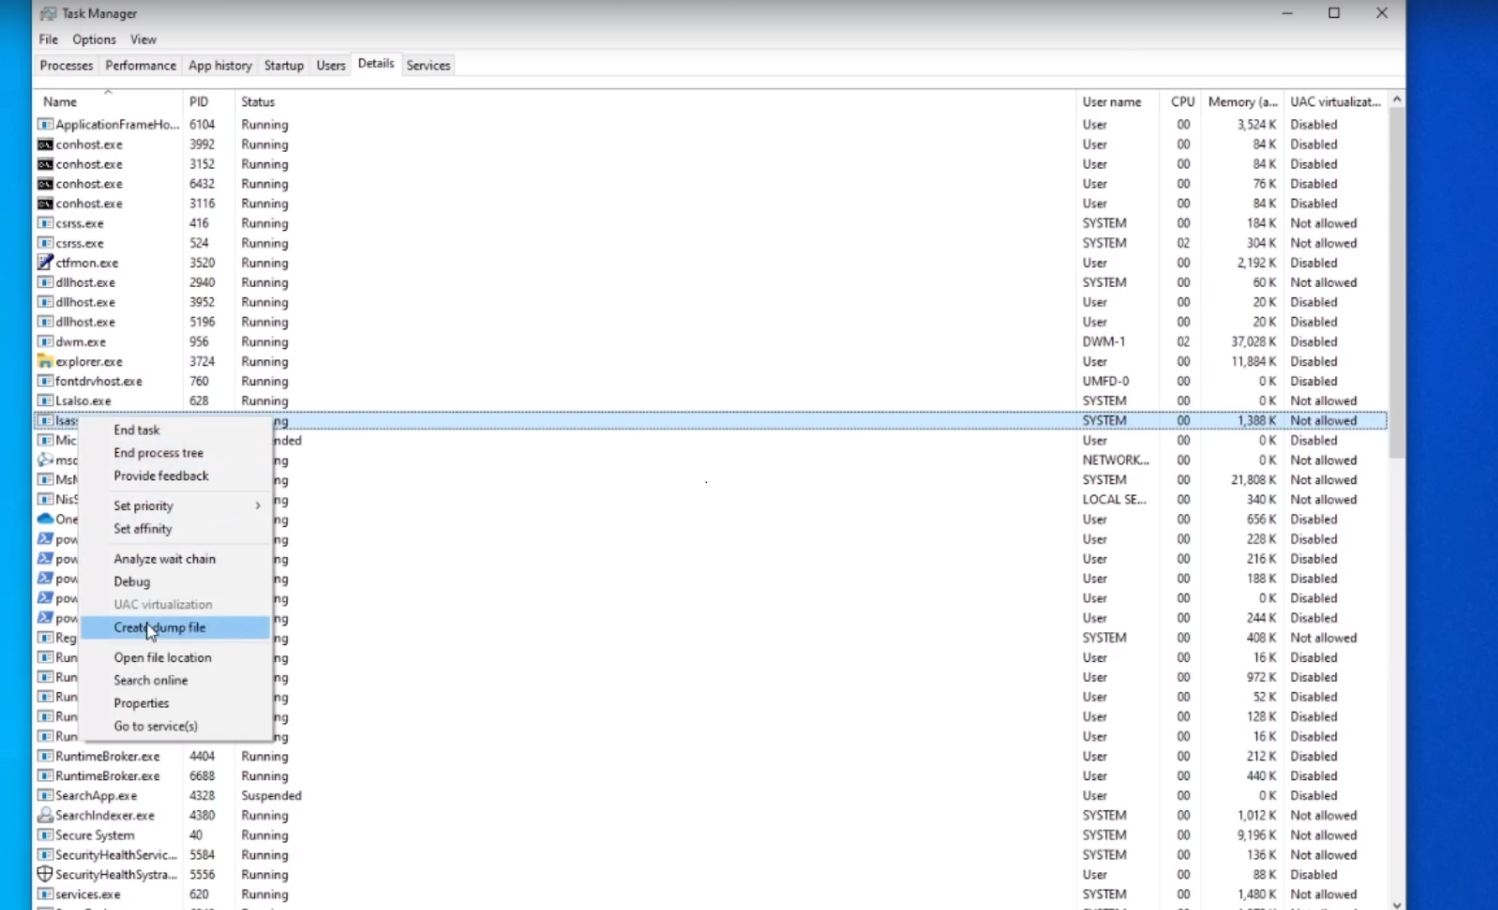 Task Manager
File Options View
Processes Performance App history Startup Users Details Services
Name PID Status User name CPU Memory (a... UAC virtualizat...
ApplicationFrameHo... 6104 Running User 00 3,524 K Disabled
conhost.exe 3992 Running User 00 84 K Disabled
conhost.exe 3152 Running User 00 84 K Disabled
conhost.exe 6432 Running User 00 76 K Disabled
conhost.exe 3116 Running User 00 84 K Disabled
csrss.exe 416 Running SYSTEM 00 184 K Not allowed
csrss.exe 524 Running SYSTEM 02 304 K Not allowed
ctfmon.exe 3520 Running User 00 2,192 K Disabled
dllhost.exe 2940 Running SYSTEM 00 60 K Not allowed
dllhost.exe 3952 Running User 00 20 K Disabled
dllhost.exe 5196 Running User 00 20 K Disabled
dwm.exe 956 Running DWM-1 02 37,028 K Disabled
explorer.exe 3724 Running User 00 11,884 K Disabled
fontdrvhost.exe 760 Running UMFD-0 00 0 K Disabled
LsaIso.exe 628 Running SYSTEM 00 0 K Not allowed
lsas ng SYSTEM 00 1,388 K Not allowed
End task
Mic nded User 00 0 K Disabled
End process tree
msd ng NETWORK... 00 0 K Not allowed
Provide feedback
MsM ng SYSTEM 00 21,808 K Not allowed
NisS ng LOCAL SE... 00 340 K Not allowed
Set priority
One ng User 00 656 K Disabled
Set affinity
pow ng User 00 228 K Disabled
pow ng User 00 216 K Disabled
Analyze wait chain
pow ng User 00 188 K Disabled
Debug
pow ng User 00 0 K Disabled
UAC virtualization
pow ng User 00 244 K Disabled
Create dump file
Reg ng SYSTEM 00 408 K Not allowed
Run ng User 00 16 K Disabled
Open file location
Run ng User 00 972 K Disabled
Search online
Run ng User 00 52 K Disabled
Properties
Run ng User 00 128 K Disabled
Go to service(s)
Run ng User 00 16 K Disabled
RuntimeBroker.exe 4404 Running User 00 212 K Disabled
RuntimeBroker.exe 6688 Running User 00 440 K Disabled
SearchApp.exe 4328 Suspended User 00 0 K Disabled
SearchIndexer.exe 4380 Running SYSTEM 00 1,012 K Not allowed
Secure System 40 Running SYSTEM 00 9,196 K Not allowed
SecurityHealthServic... 5584 Running SYSTEM 00 136 K Not allowed
SecurityHealthSystra... 5556 Running User 00 88 K Disabled
services.exe 620 Running SYSTEM 00 1,480 K Not allowed